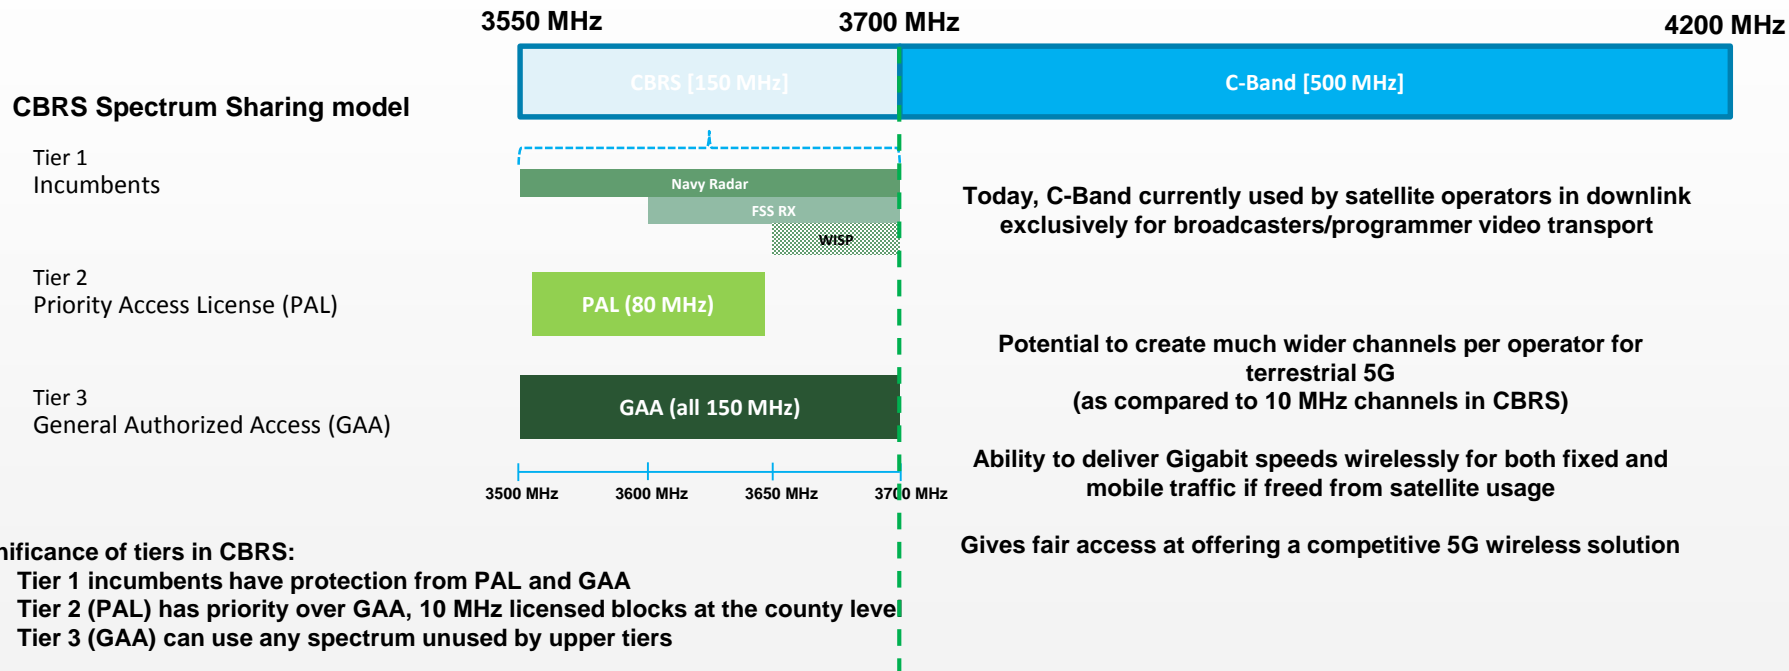 3550 MHz
3700 MHz
4200 MHz
CBRS [150 MHz]
C-Band [500 MHz]
CBRS Spectrum Sharing model
Tier 1
Incumbents
Navy Radar
FSS RX
WISP
Tier 2
Priority Access License (PAL)
PAL (80 MHz)
Tier 3
General Authorized Access (GAA)
GAA (all 150 MHz)
3500 MHz
3600 MHz
3650 MHz
3700 MHz
nificance of tiers in CBRS:
Tier 1 incumbents have protection from PAL and GAA
Tier 2 (PAL) has priority over GAA, 10 MHz licensed blocks at the county level
Tier 3 (GAA) can use any spectrum unused by upper tiers
Today, C-Band currently used by satellite operators in downlink
exclusively for broadcasters/programmer video transport
Potential to create much wider channels per operator for
terrestrial 5G
(as compared to 10 MHz channels in CBRS)
Ability to deliver Gigabit speeds wirelessly for both fixed and
mobile traffic if freed from satellite usage
Gives fair access at offering a competitive 5G wireless solution